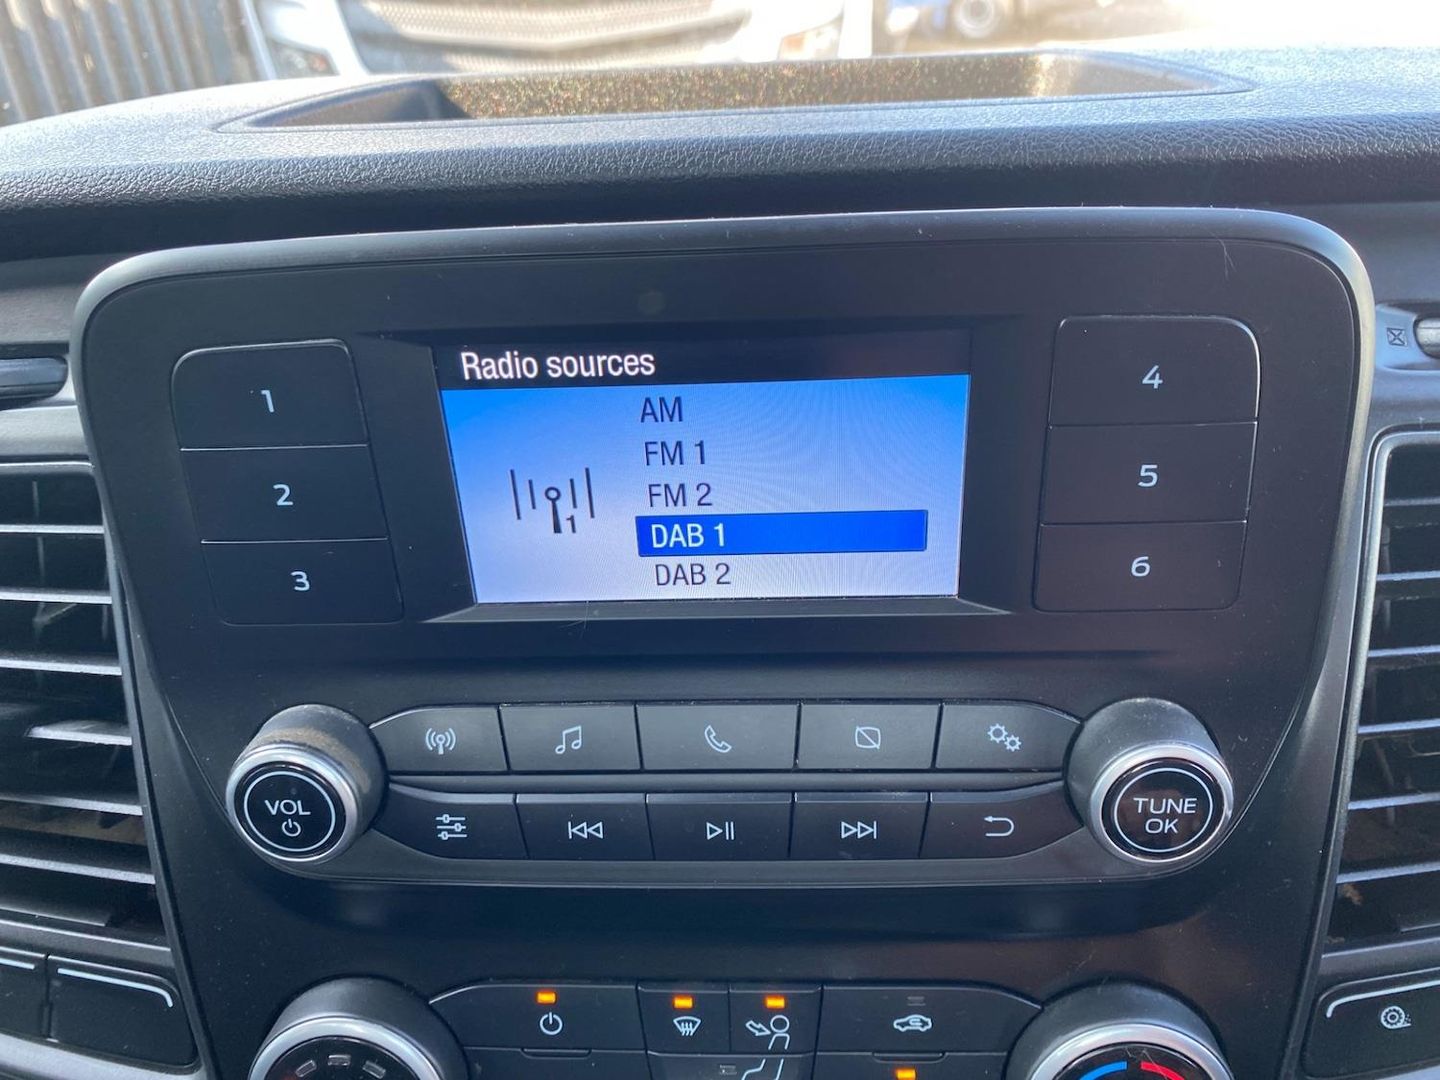 Radio sources
AM
FM 1
FM 2
DAB 1
DAB 2
1
1
2
3
4
5
6
VOL
TUNE
OK